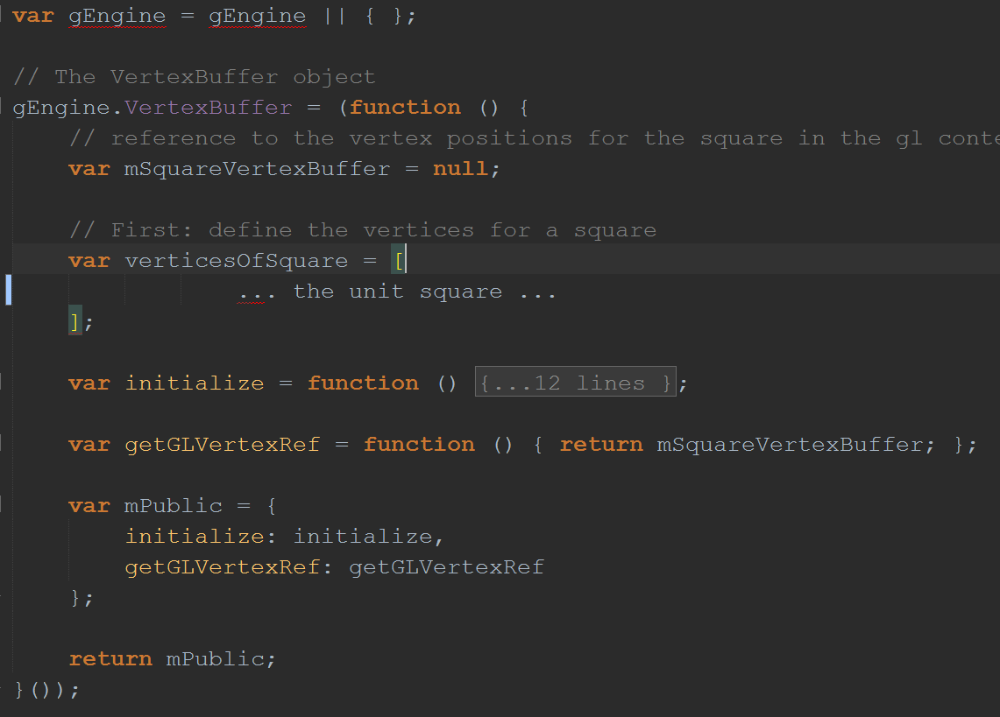 var gEngine = gEngine || { };
// The VertexBuffer object
gEngine.VertexBuffer = (function () {
// reference to the vertex positions for the square in the gl
var mSquareVertexBuffer = null;
// First: define the vertices for a square
var verticesOfSquare = [
... the unit square ...
];
var initialize = function () {...12 lines };
var getGLVertexRef = function () { return mSquareVertexBuffer; };
var mPublic = {
initialize: initialize,
getGLVertexRef: getGLVertexRef
};
return mPublic;
}());